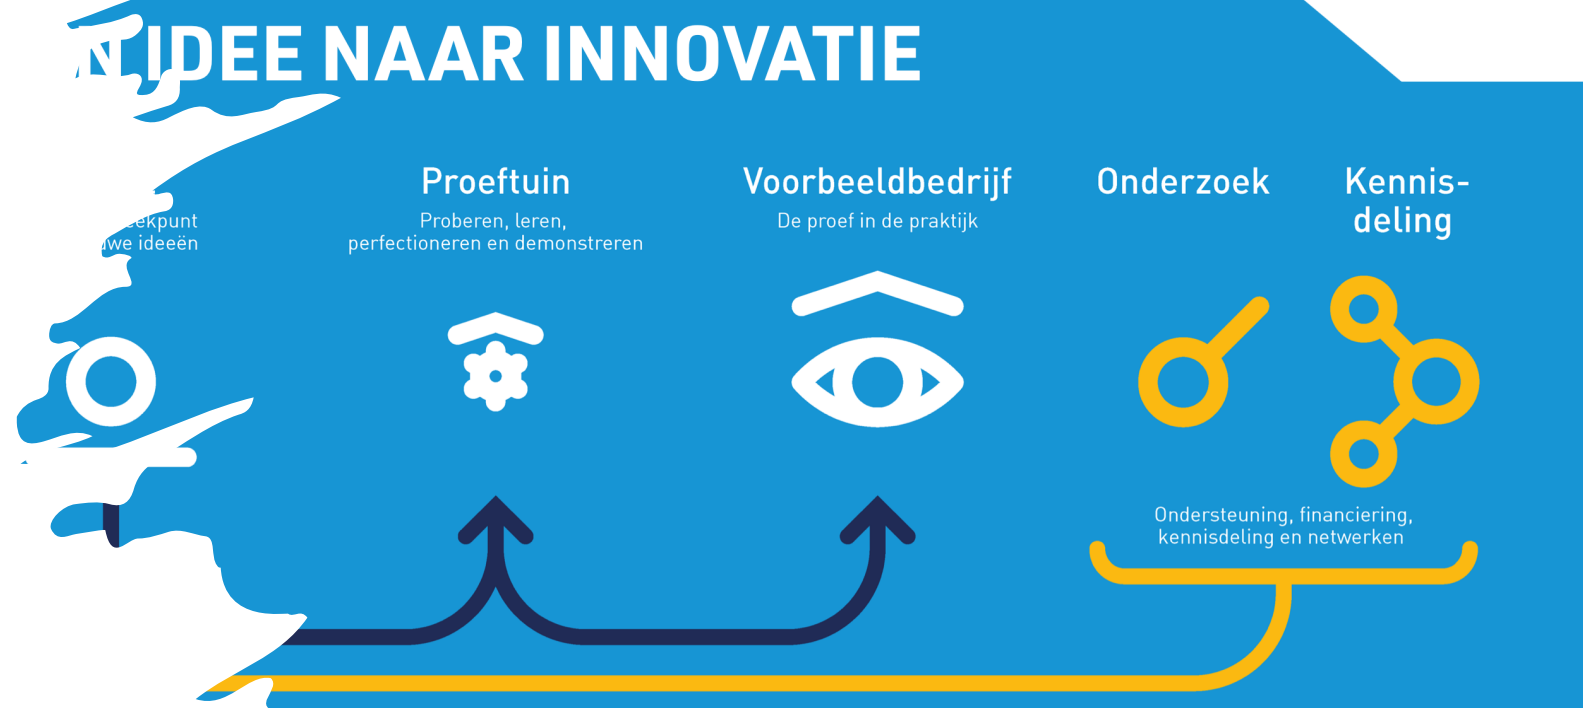 IDEE NAAR INNOVATIE
ideeën
Proeftuin
Proberen, leren,
perfectioneren en demonstreren
Voorbeeldbedrijf
De proef in de praktijk
Onderzoek
Kennis-
deling
Ondersteuning, financiering,
kennisdeling en netwerken